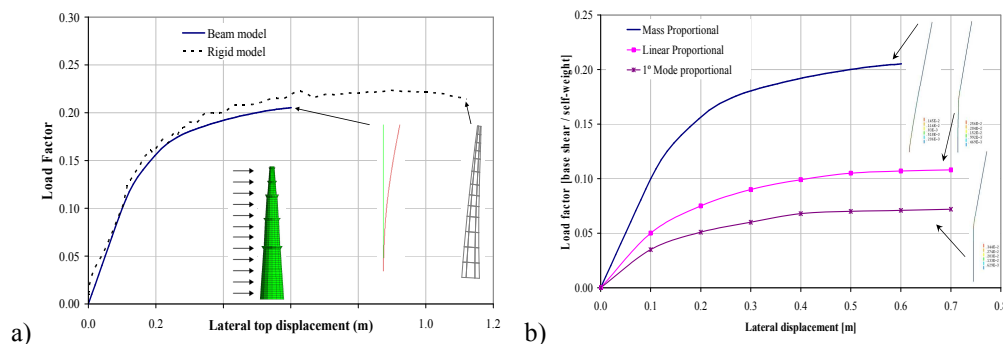 a)
Load Factor
0.30
0.25
0.20
0.15
0.10
0.05
0.00
Beam model
Rigid model
0.0
0.2
0.4
0.6
0.8
1.0
1.2
Lateral top displacement (m)
b)
Load factor [base shear / self-weight]
0.25
0.20
0.15
0.10
0.05
0.00
Mass Proportional
Linear Proportional
1º Mode proportional
0.0
0.1
0.2
0.3
0.4
0.5
0.6
0.7
0.8
Lateral displacement [m]